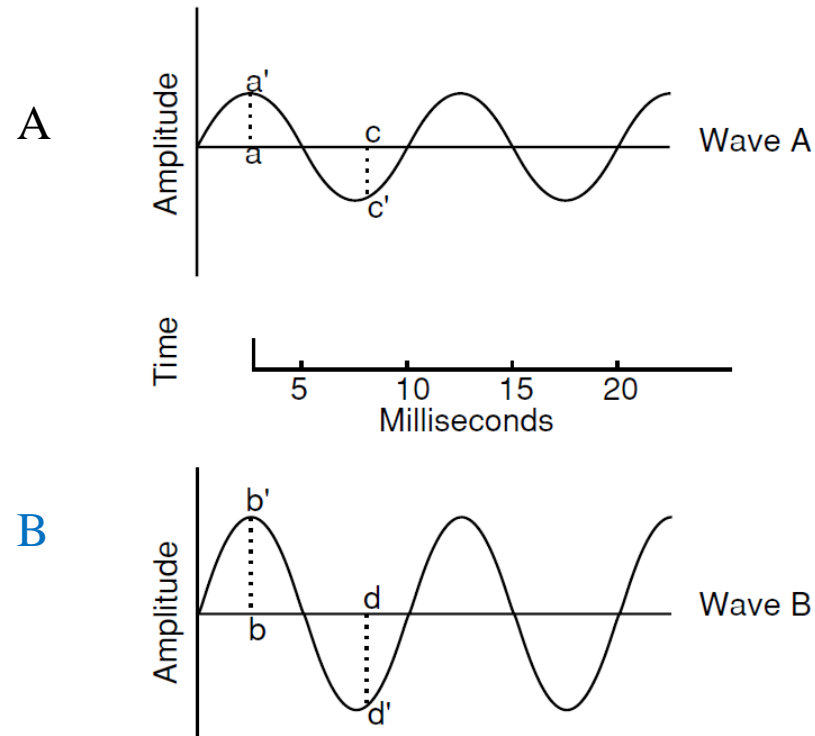 A
Amplitude
a'
a
c
c'
Wave A
Time
5 10 15 20
Milliseconds
B
Amplitude
b'
b
d
d'
Wave B